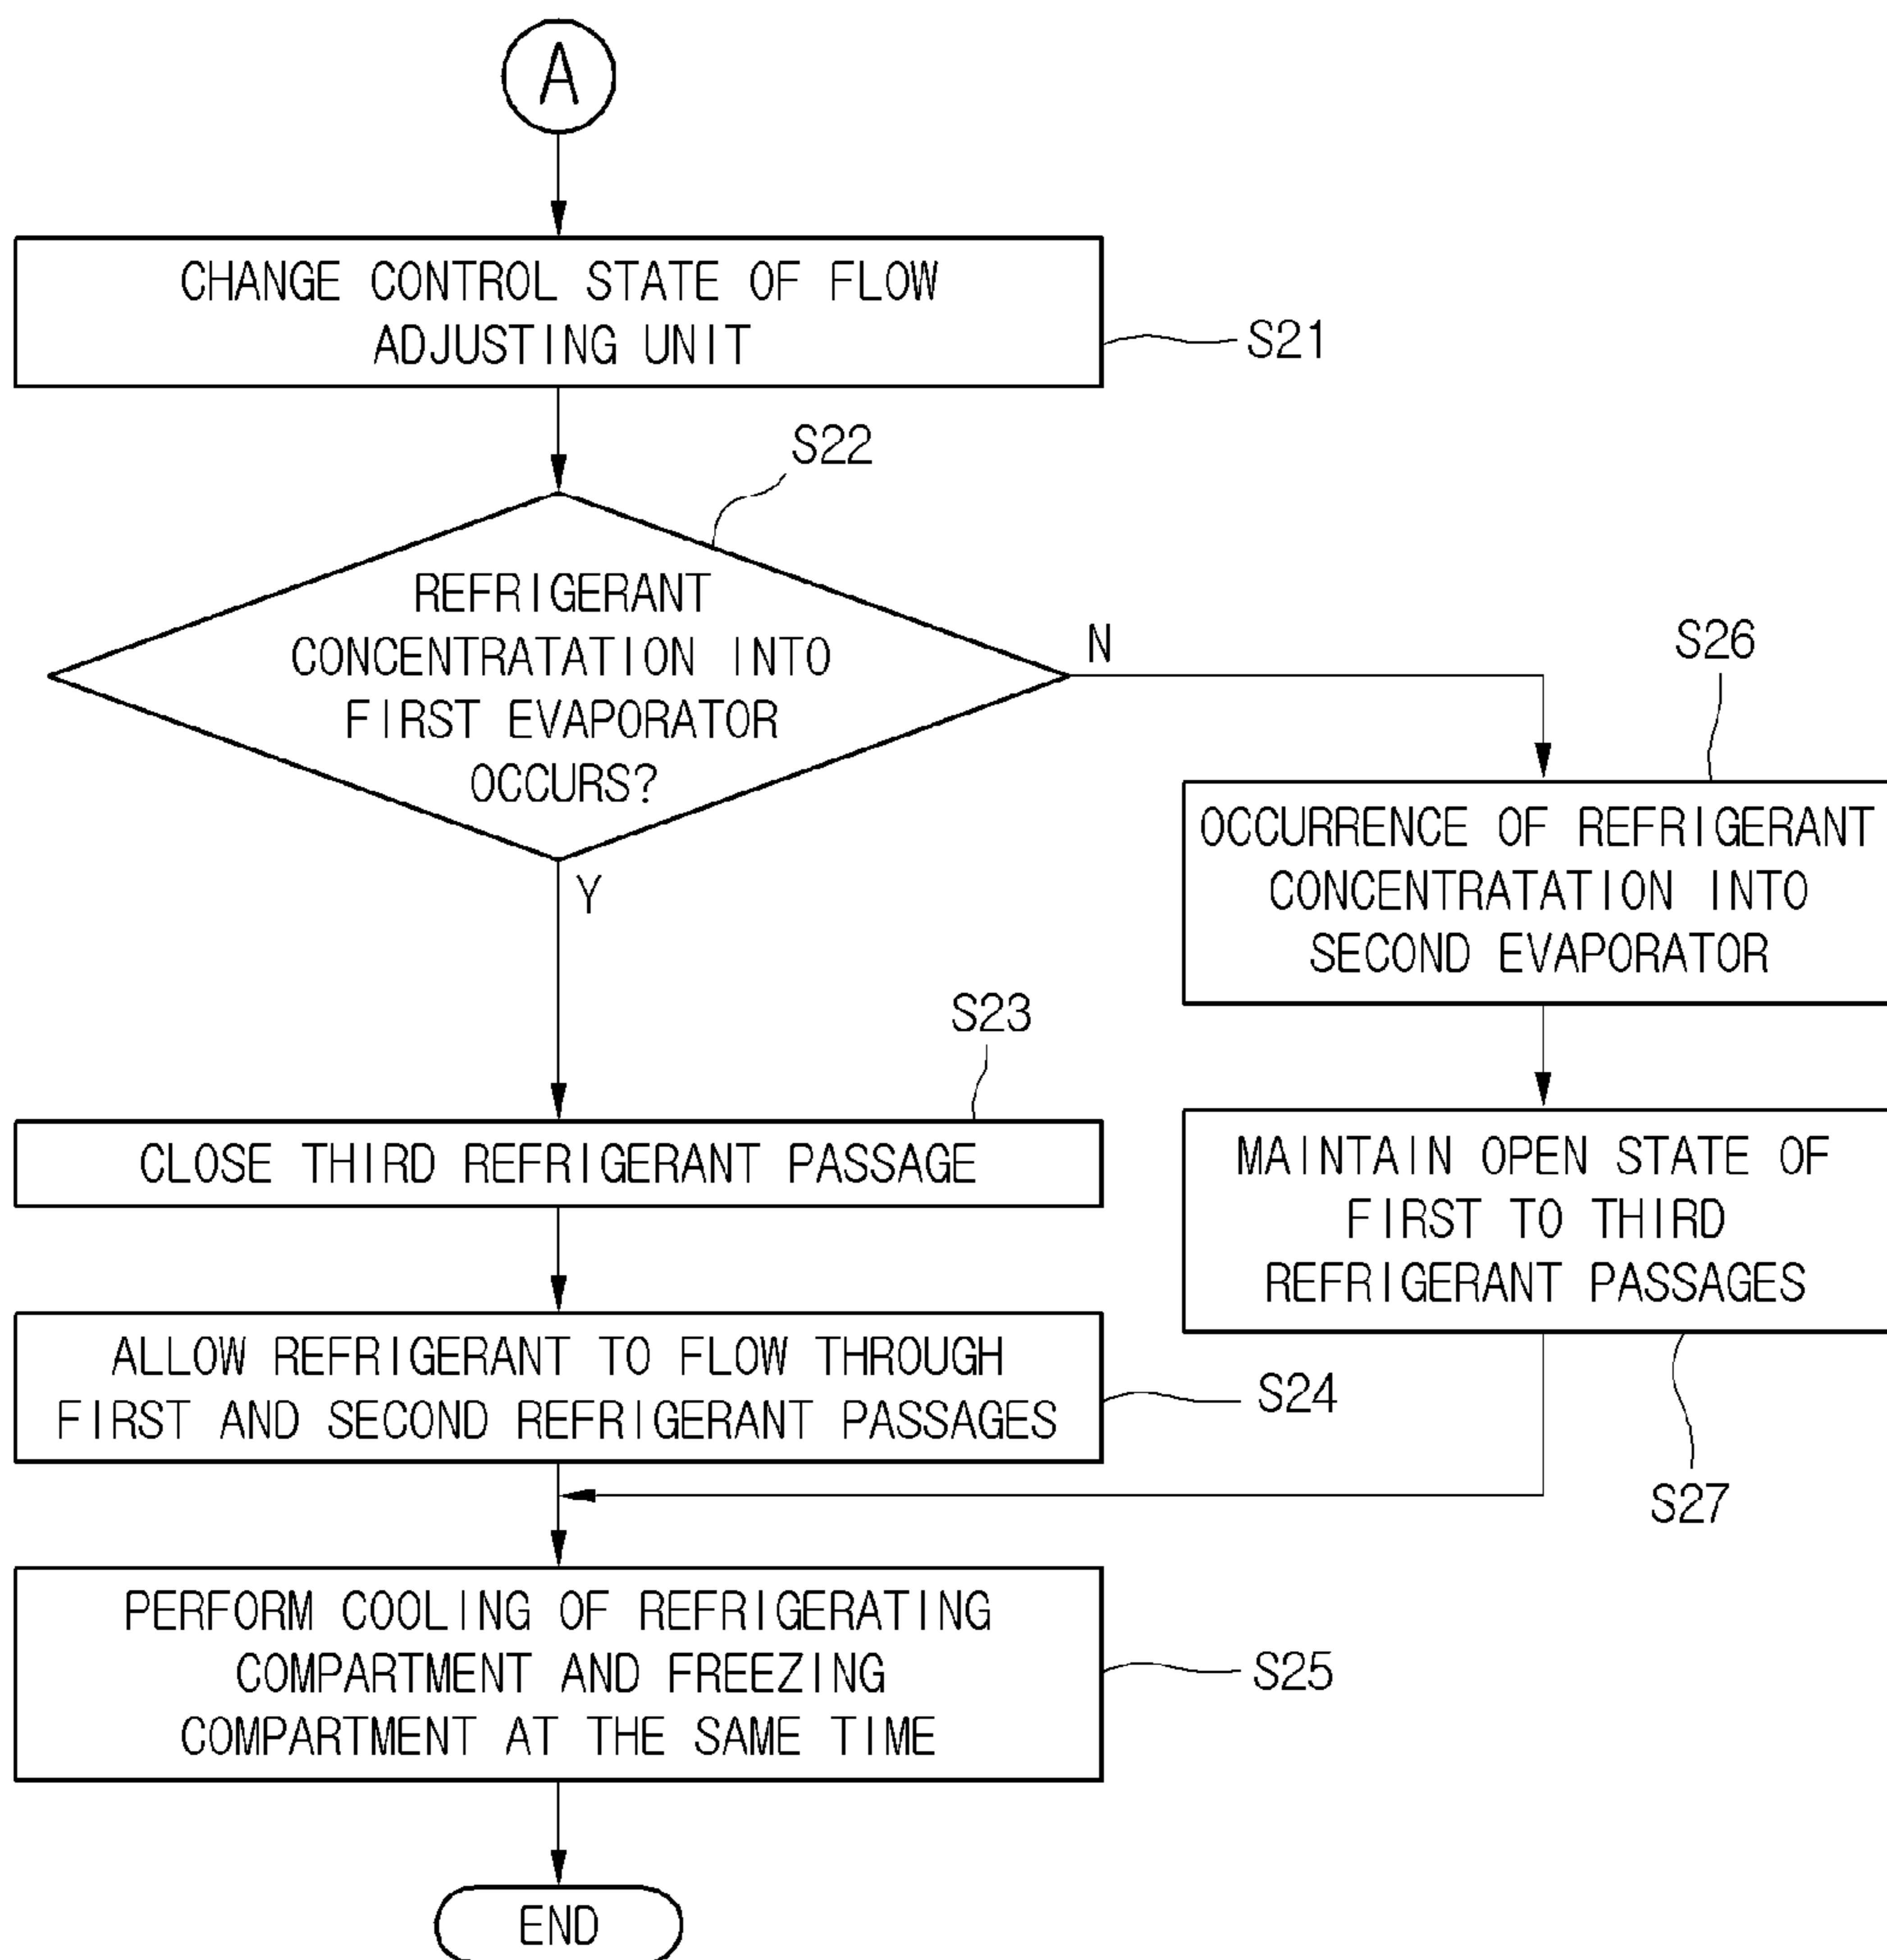 A
CHANGE CONTROL STATE OF FLOW
ADJUSTING UNIT
S21
S22
REFRIGERANT
CONCENTRATATION INTO
FIRST EVAPORATOR
OCCURS?
N
Y
S26
OCCURRENCE OF REFRIGERANT
CONCENTRATATION INTO
SECOND EVAPORATOR
S23
CLOSE THIRD REFRIGERANT PASSAGE
MAINTAIN OPEN STATE OF
FIRST TO THIRD
REFRIGERANT PASSAGES
S27
ALLOW REFRIGERANT TO FLOW THROUGH
FIRST AND SECOND REFRIGERANT PASSAGES
S24
PERFORM COOLING OF REFRIGERATING
COMPARTMENT AND FREEZING
COMPARTMENT AT THE SAME TIME
S25
END